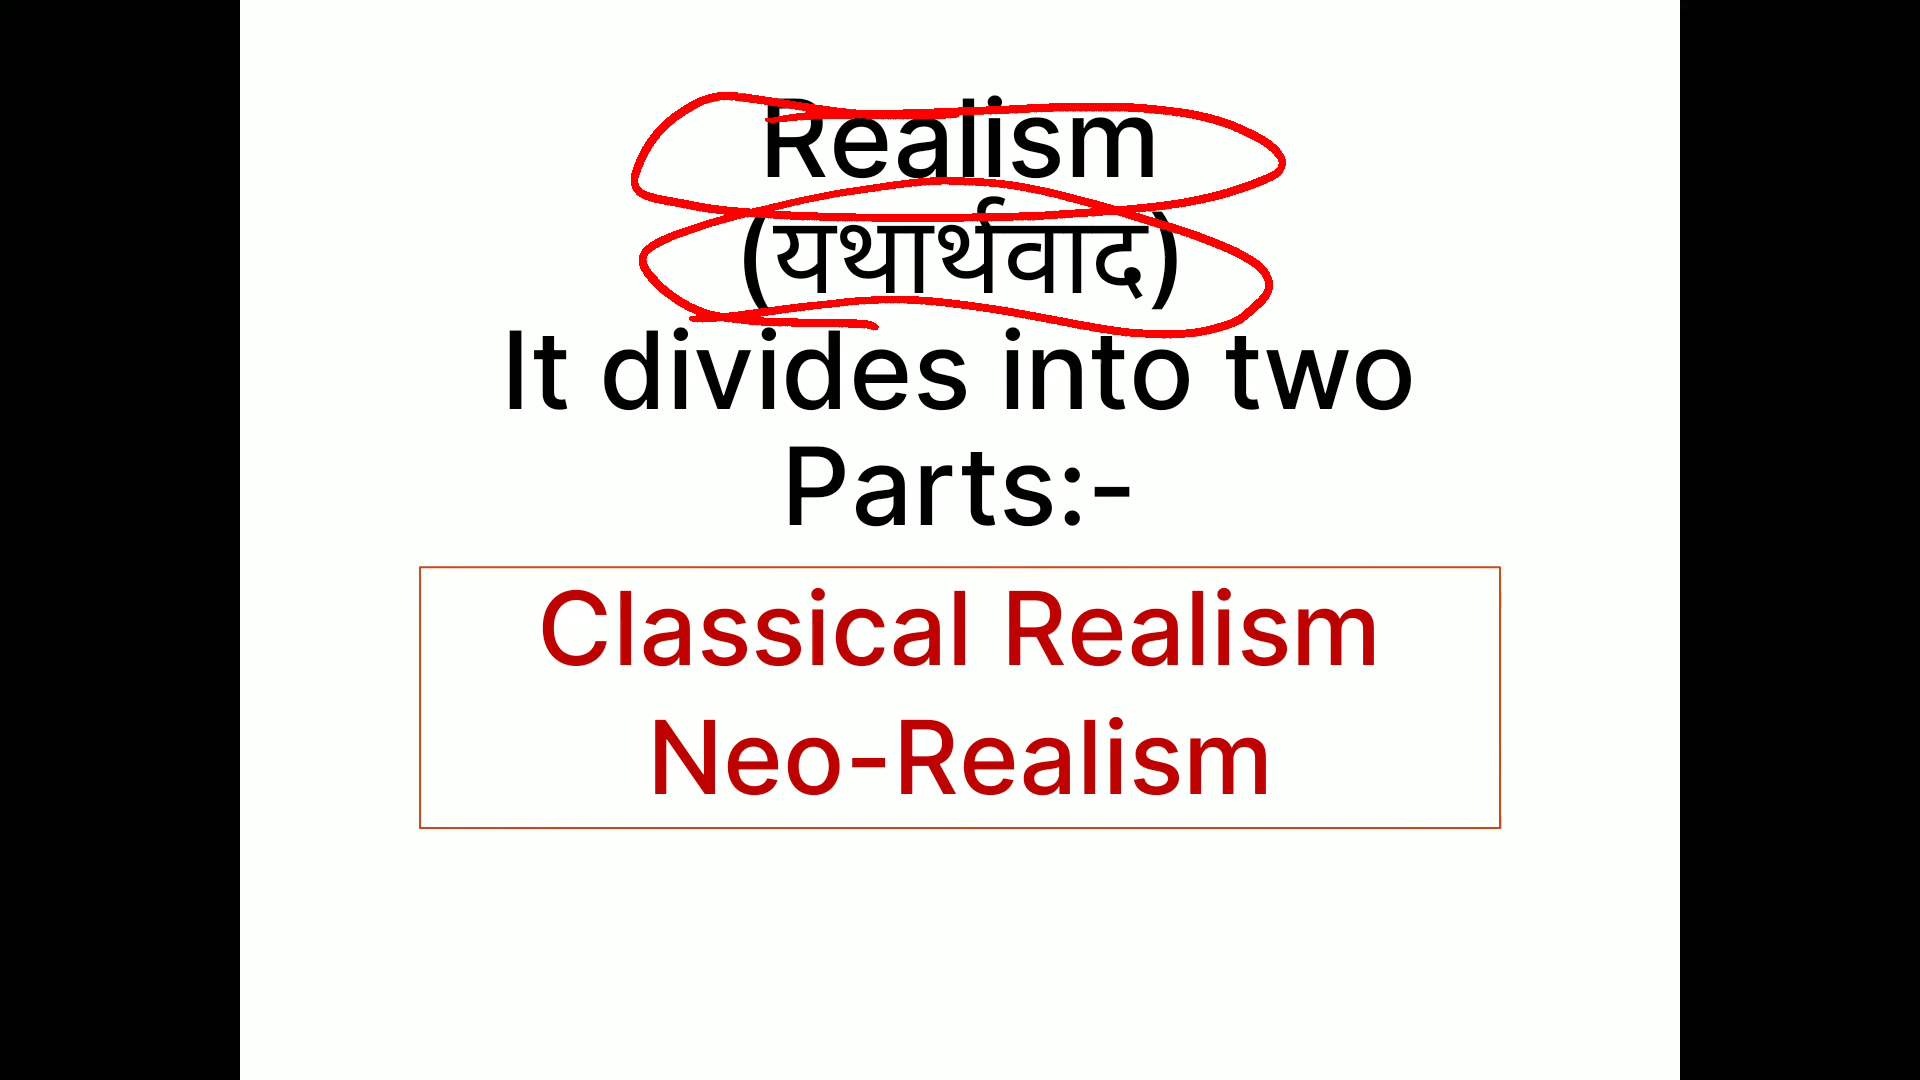 Realism
(यथार्थवाद)
It divides into two
Parts:-
Classical Realism
Neo-Realism